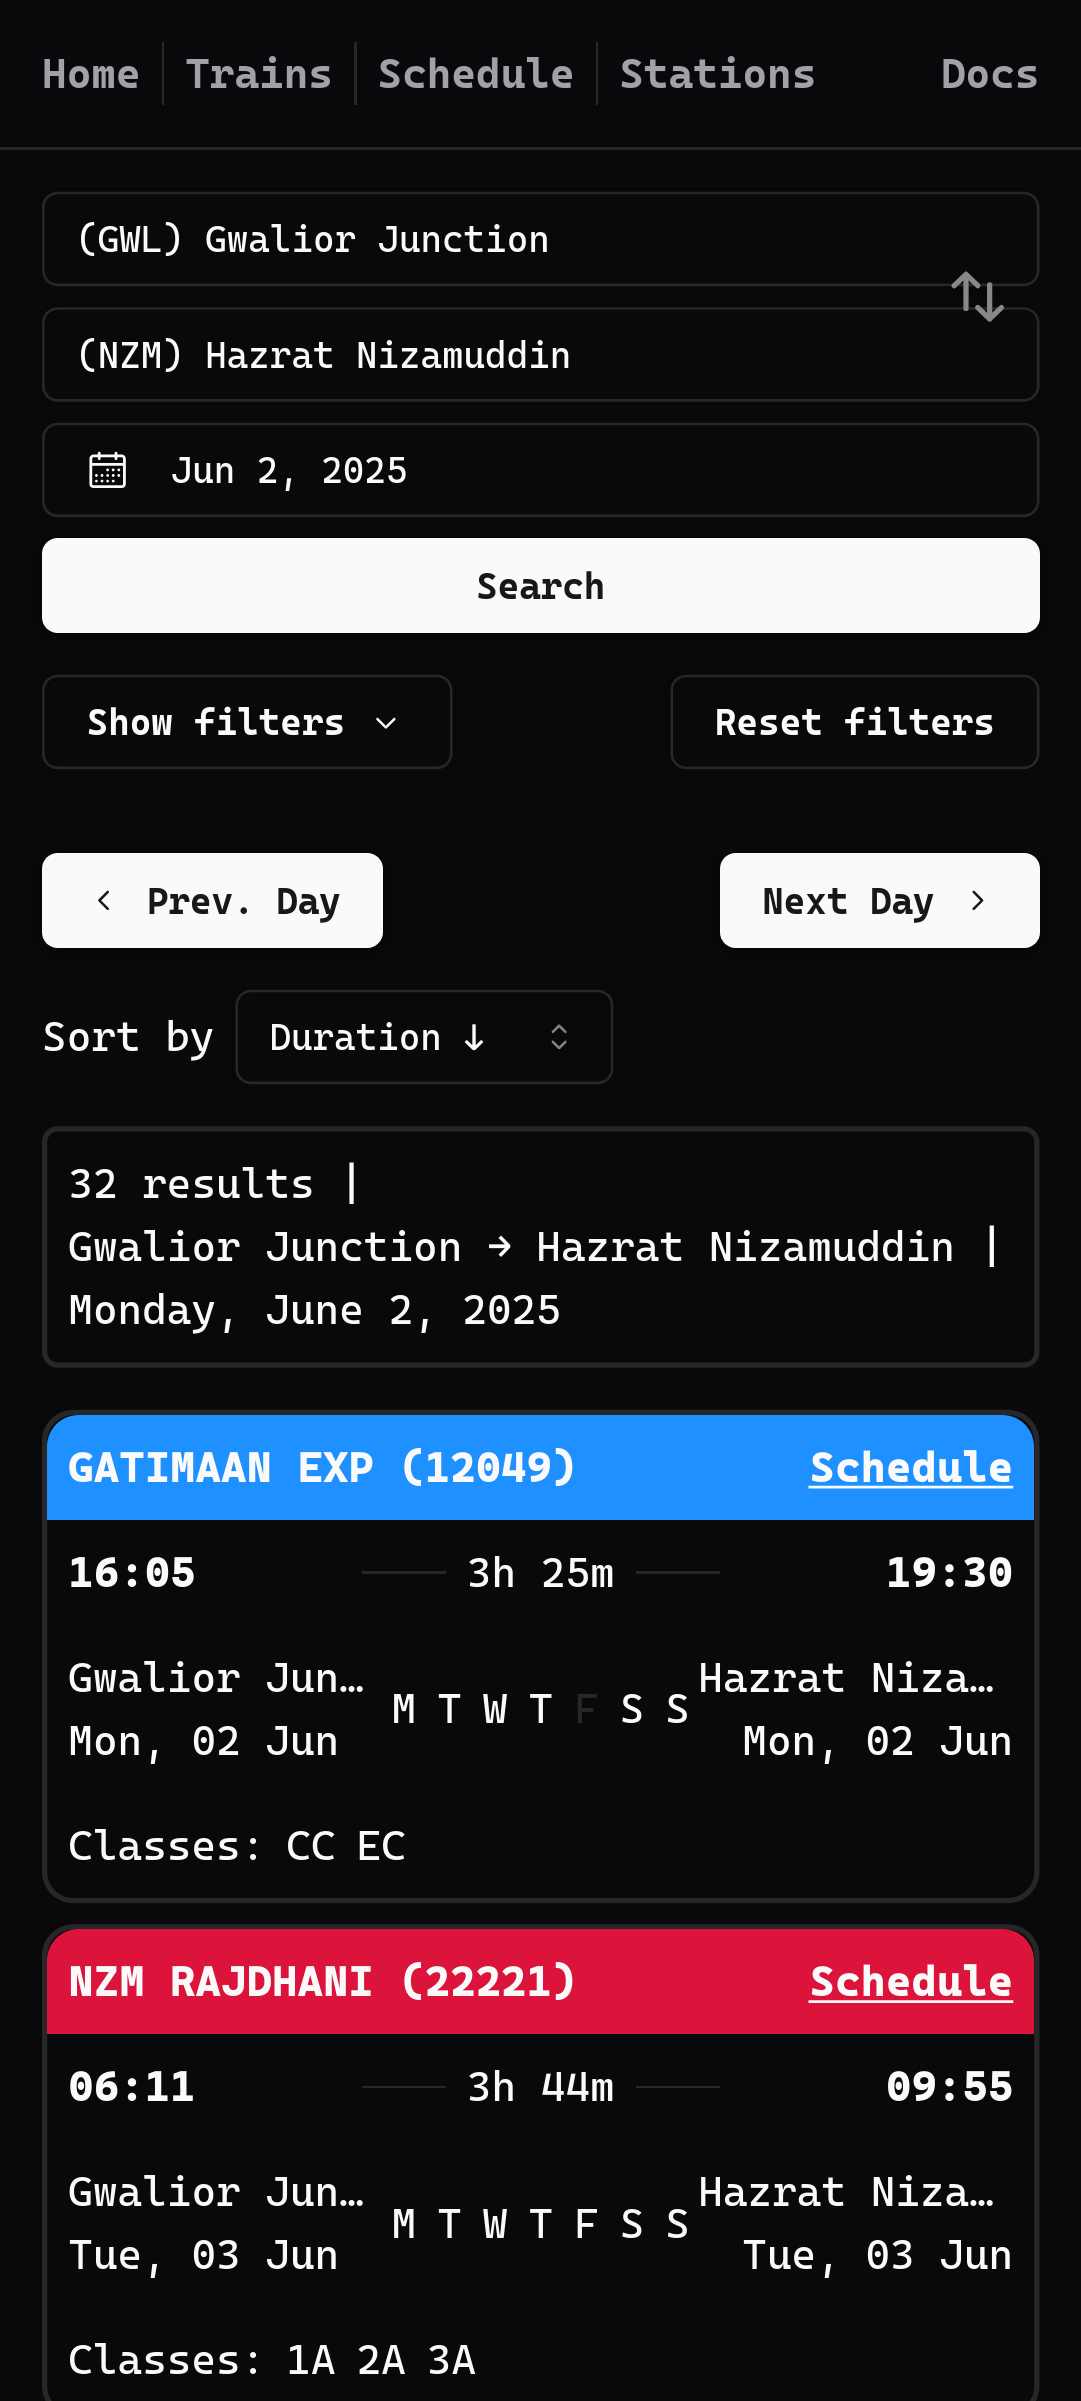 Home Trains Schedule Stations Docs
(GWL) Gwalior Junction
(NZM) Hazrat Nizamuddin
Jun 2, 2025
Search
Show filters Reset filters
Prev. Day Next Day
Sort by Duration ↓
32 results |
Gwalior Junction → Hazrat Nizamuddin |
Monday, June 2, 2025
GATIMAAN EXP (12049) Schedule
16:05 3h 25m 19:30
Gwalior Jun… Hazrat Niza…
M T W T F S S
Mon, 02 Jun Mon, 02 Jun
Classes: CC EC
NZM RAJDHANI (22221) Schedule
06:11 3h 44m 09:55
Gwalior Jun… Hazrat Niza…
M T W T F S S
Tue, 03 Jun Tue, 03 Jun
Classes: 1A 2A 3A